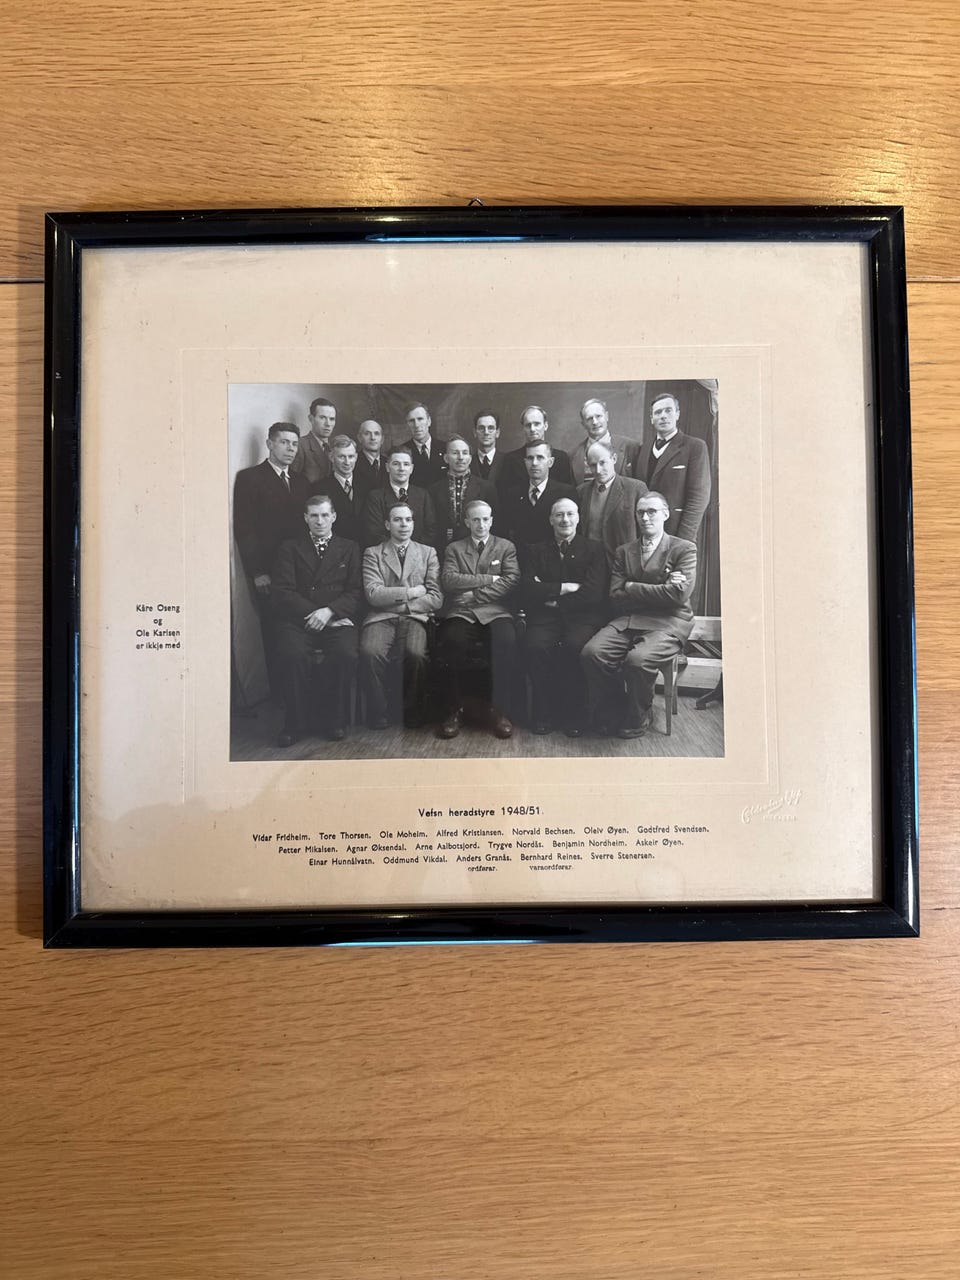 Kåre Oseng
og
Ole Karlsen
er ikkje med
Vefsn heradstyre 1948/51.
Vidar Fridheim. Tore Thorsen. Ole Moheim. Alfred Kristiansen. Norvald Bechsen. Oleiv Øyen. Godtfred Svendsen.
Petter Mikalsen. Agnar Øksendal. Arne Aalbotsjord. Trygve Nordås. Benjamin Nordheim. Askeir Øyen.
Einar Hunnålvatn. Oddmund Vikdal. Anders Granås. Bernhard Reines. Sverre Stenersen.
ordførar. varaordførar.